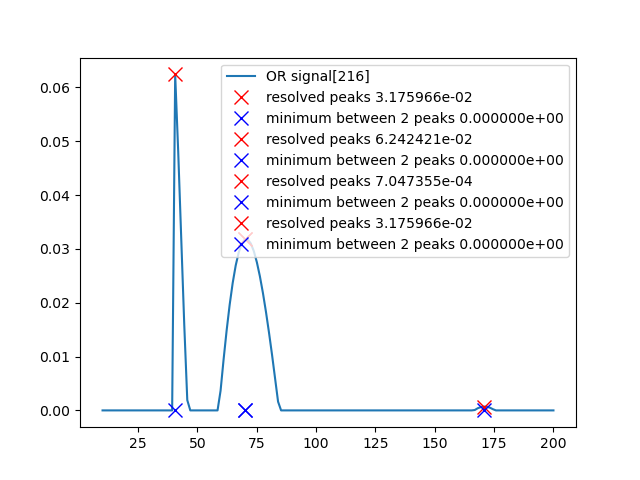 OR signal[216]
resolved peaks 3.175966e-02
minimum between 2 peaks 0.000000e+00
resolved peaks 6.242421e-02
minimum between 2 peaks 0.000000e+00
resolved peaks 7.047355e-04
minimum between 2 peaks 0.000000e+00
resolved peaks 3.175966e-02
minimum between 2 peaks 0.000000e+00
0.06
0.05
0.04
0.03
0.02
0.01
0.00
25 50 75 100 125 150 175 200